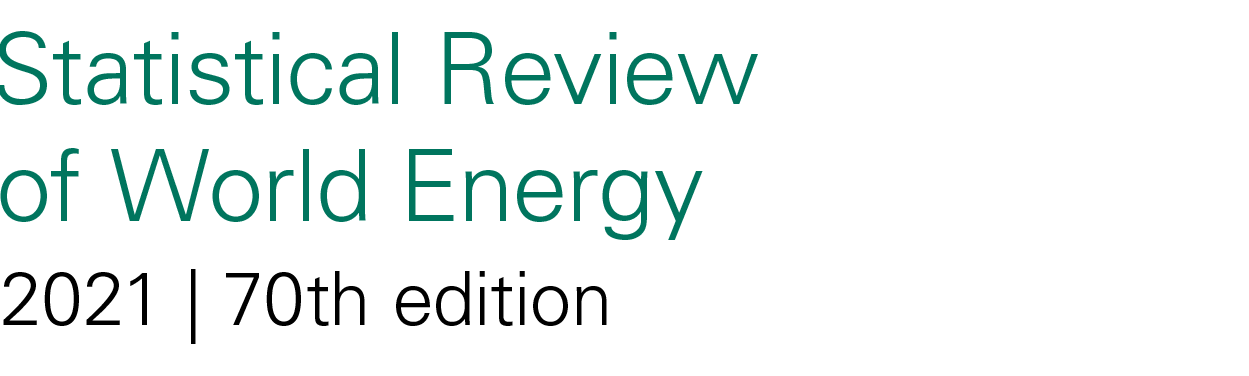 Statistical Review
of World Energy
2021 | 70th edition